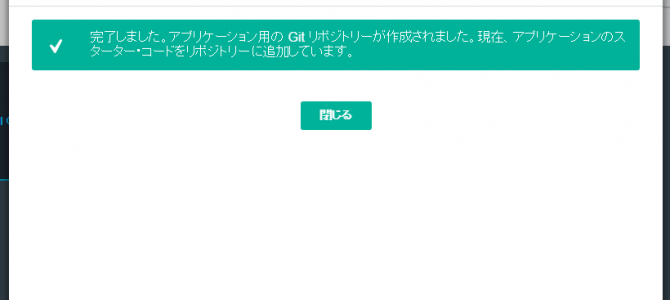 完了しました。アプリケーション用の Git リポジトリーが作成されました。現在、アプリケーションのス
ターター・コードをリポジトリーに追加しています。
閉じる